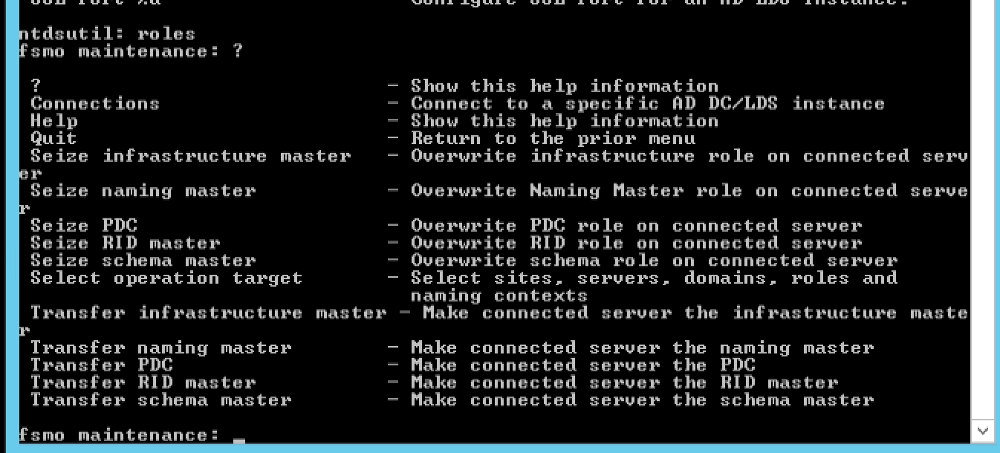 ntdsutil: roles
fsmo maintenance: ?
? - Show this help information
Connections - Connect to a specific AD DC/LDS instance
Help - Show this help information
Quit - Return to the prior menu
Seize infrastructure master - Overwrite infrastructure role on connected serv
er
Seize naming master - Overwrite Naming Master role on connected serve
r
Seize PDC - Overwrite PDC role on connected server
Seize RID master - Overwrite RID role on connected server
Seize schema master - Overwrite schema role on connected server
Select operation target - Select sites, servers, domains, roles and
naming contexts
Transfer infrastructure master - Make connected server the infrastructure maste
r
Transfer naming master - Make connected server the naming master
Transfer PDC - Make connected server the PDC
Transfer RID master - Make connected server the RID master
Transfer schema master - Make connected server the schema master
fsmo maintenance: